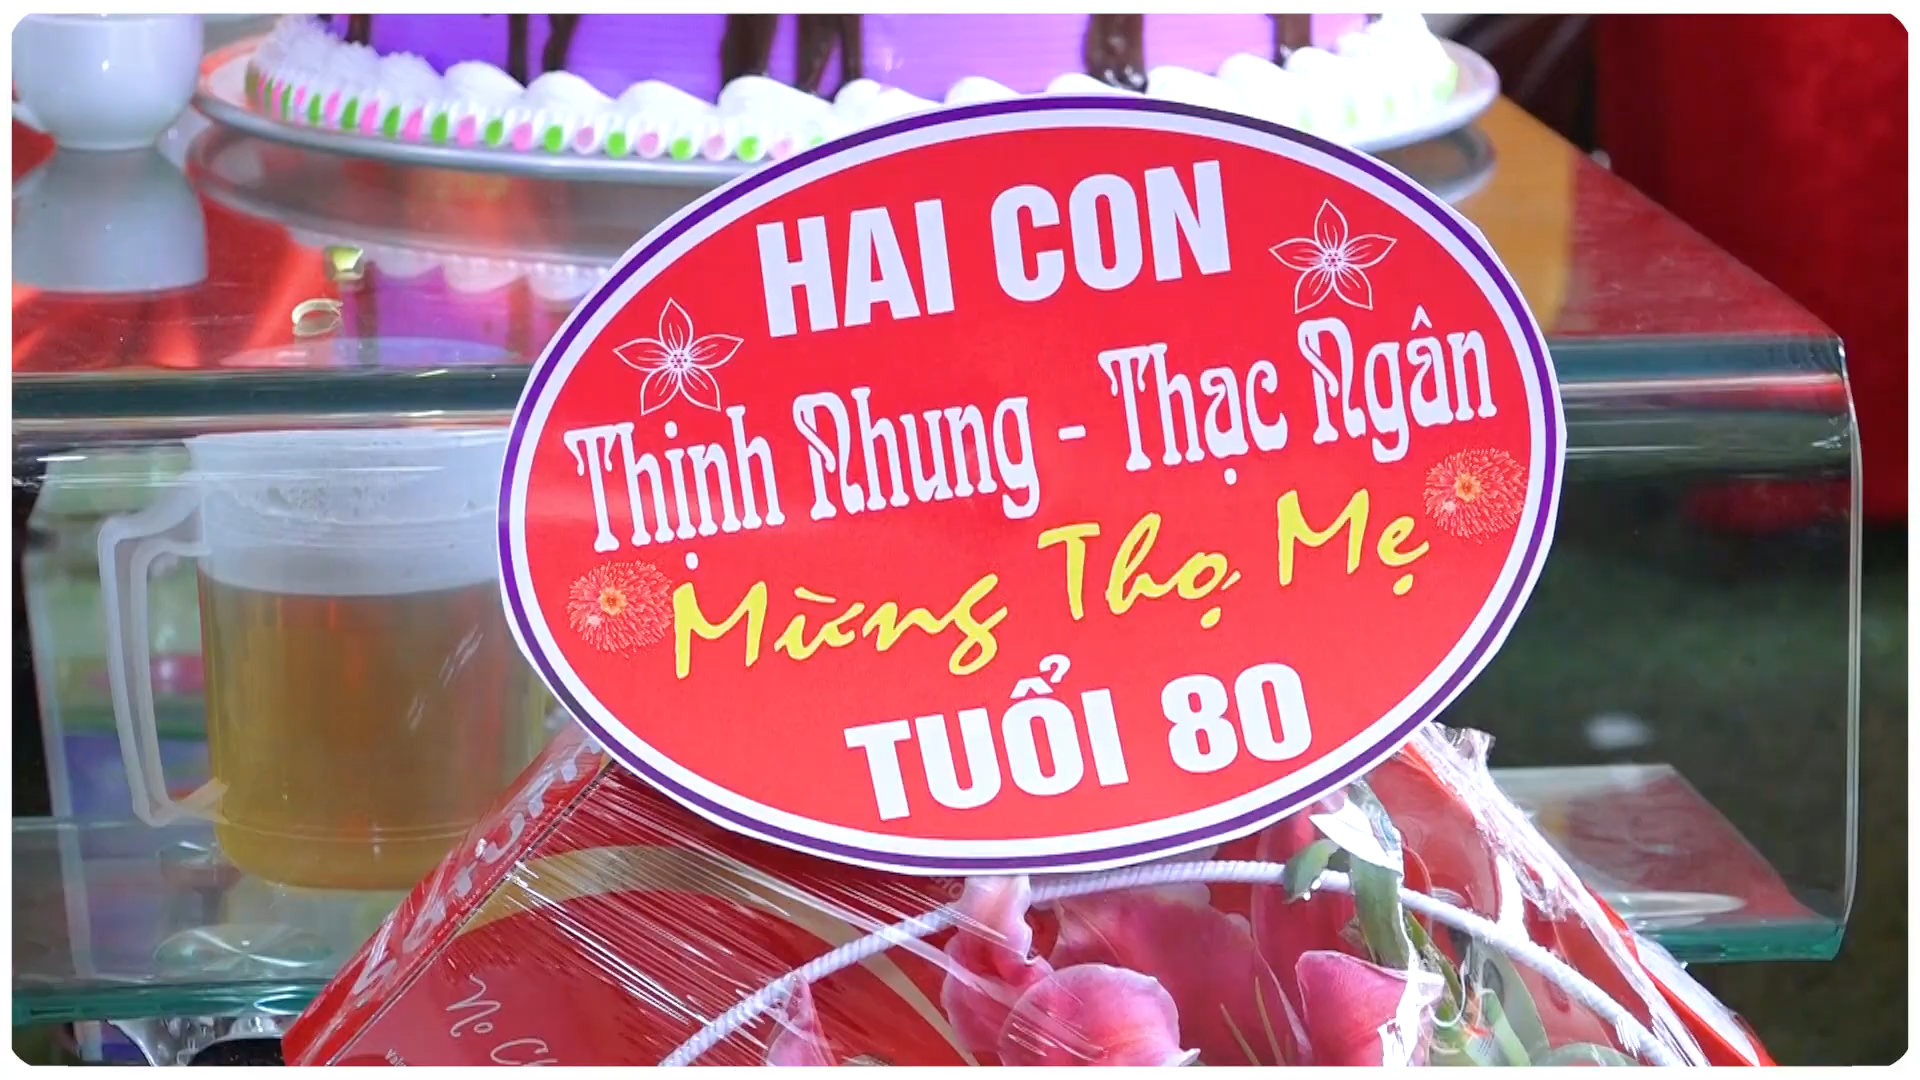 HAI CON
Thịnh Nhung - Thạc Ngân
Mừng Thọ Mẹ
TUỔI 80